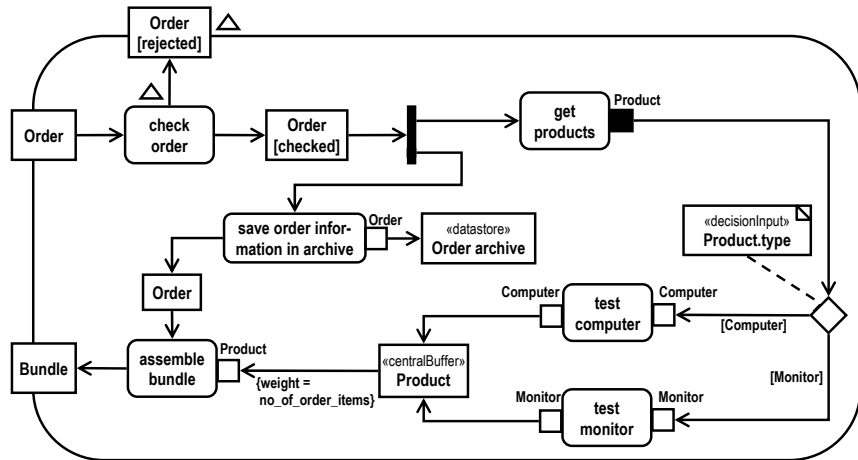 Order
[rejected]
Order
check
order
Order
[checked]
get
products
Product
save order infor-
mation in archive
Order
«datastore»
Order archive
«decisionInput»
Product.type
Order
Computer
test
computer
Computer
[Computer]
Bundle
assemble
bundle
Product
{weight =
no_of_order_items}
«centralBuffer»
Product
[Monitor]
Monitor
test
monitor
Monitor